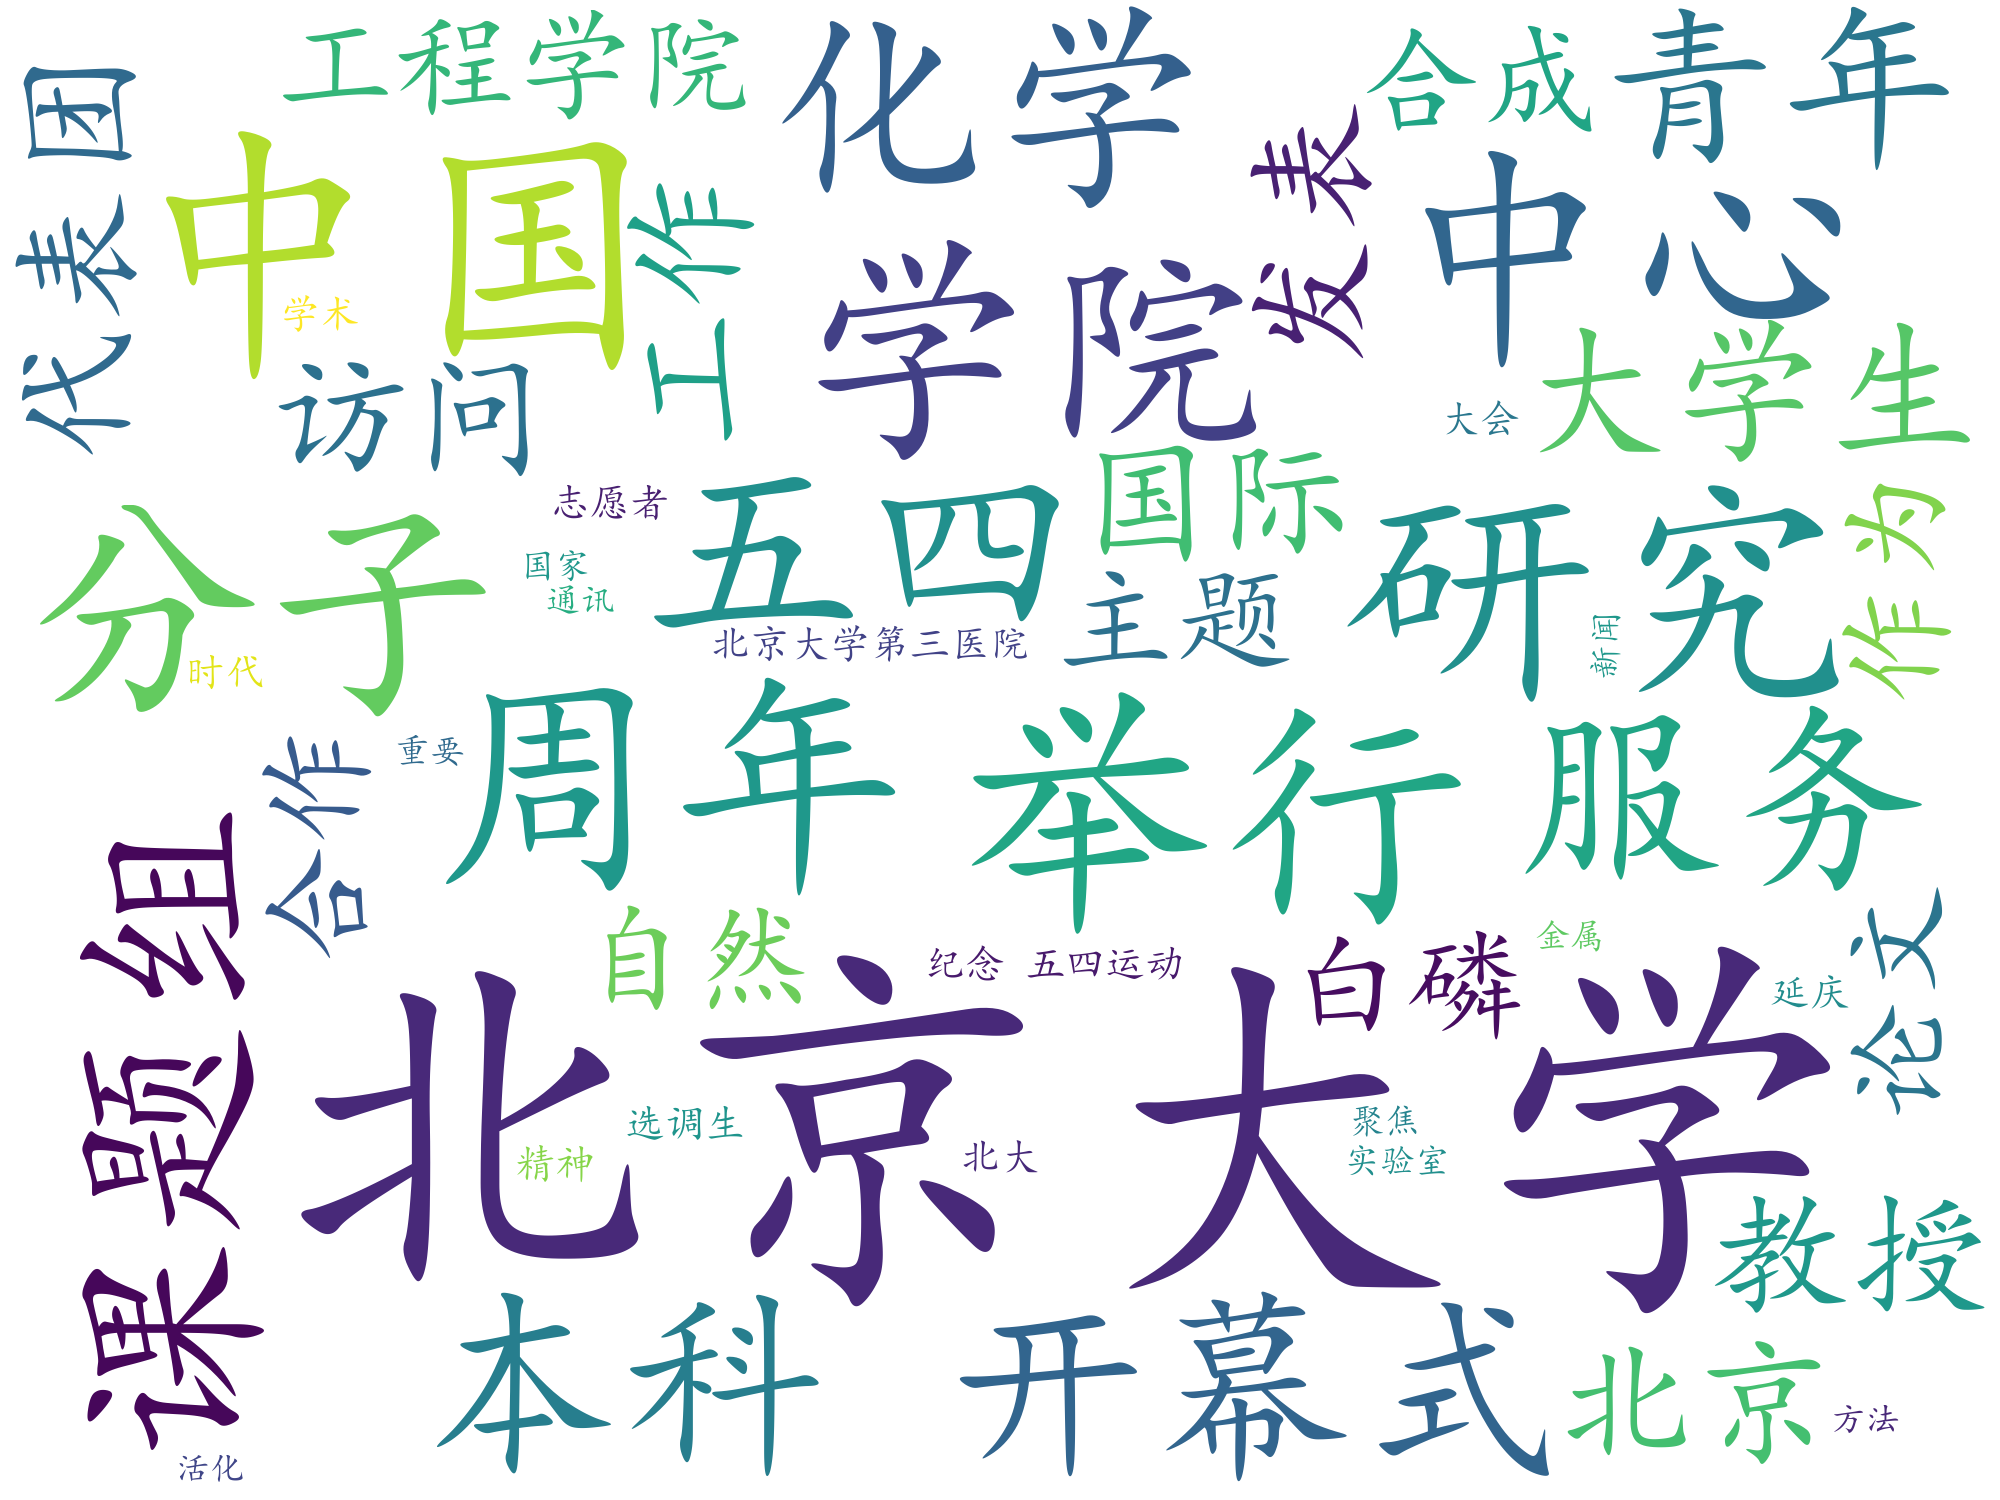 工程学院
化学
合成
青年
代表团
中国
学术
工作
学院
发表
中心
访问
大会
大学生
分子
志愿者
五四
国际
研究
作为
国家
通讯
主题
北京大学第三医院
时代
新闻
重要
周年
举行
服务
合作
课题组
自然
纪念
五四运动
白磷
金属
论文
延庆
北京大学
选调生
精神
北大
聚焦
实验室
教授
本科
开幕式
北京
方法
活化